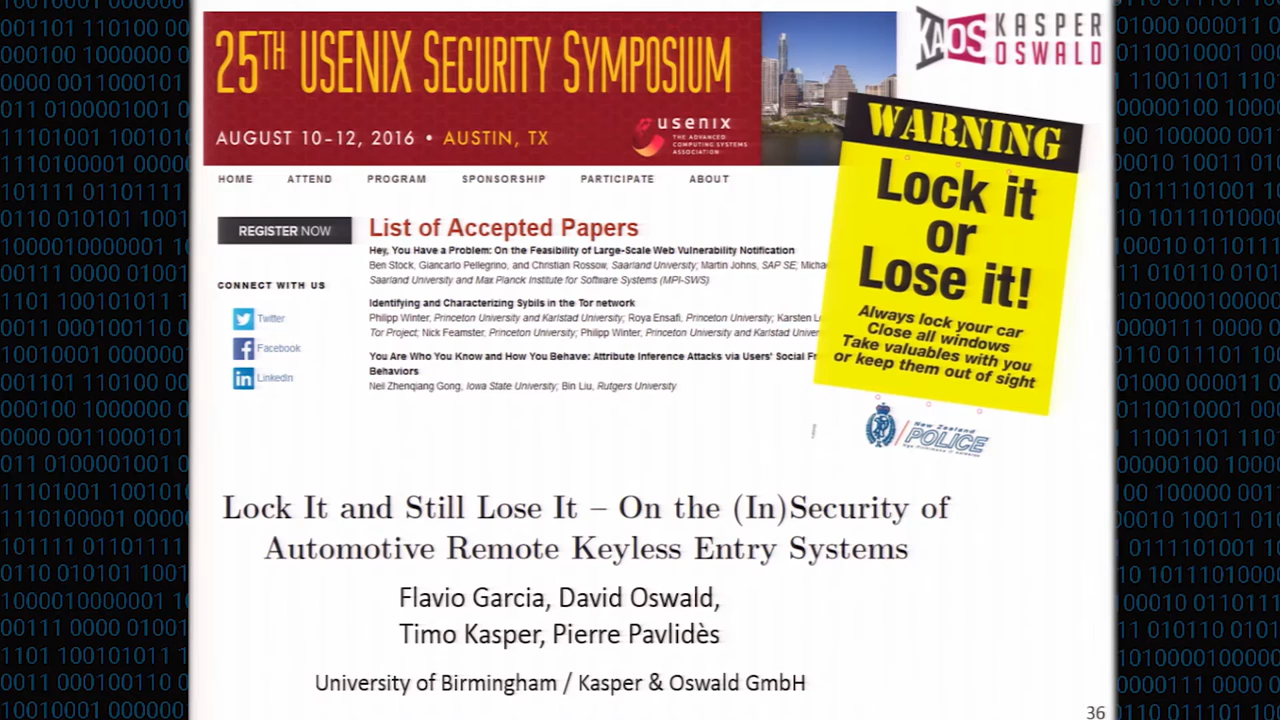 25TH USENIX SECURITY SYMPOSIUM
AUGUST 10–12, 2016 • AUSTIN, TX
usenix
THE ADVANCED
COMPUTING SYSTEMS
ASSOCIATION
KAOS KASPER
OSWALD
HOME ATTEND PROGRAM SPONSORSHIP PARTICIPATE ABOUT
REGISTER NOW
CONNECT WITH US
Twitter
Facebook
LinkedIn
List of Accepted Papers
Hey, You Have a Problem: On the Feasibility of Large-Scale Web Vulnerability Notification
Ben Stock, Giancarlo Pellegrino, and Christian Rossow, Saarland University; Martin Johns, SAP SE; Micha
Saarland University and Max Planck Institute for Software Systems (MPI-SWS)
Identifying and Characterizing Sybils in the Tor network
Philipp Winter, Princeton University and Karlstad University; Roya Ensafi, Princeton University; Karsten L
Tor Project; Nick Feamster, Princeton University; Philipp Winter, Princeton University and Karlstad Univer
You Are Who You Know and How You Behave: Attribute Inference Attacks via Users' Social Fr
Behaviors
Neil Zhenqiang Gong, Iowa State University; Bin Liu, Rutgers University
WARNING
Lock it
or
Lose it!
Always lock your car
Close all windows
Take valuables with you
or keep them out of sight
New Zealand
POLICE
Lock It and Still Lose It – On the (In)Security of
Automotive Remote Keyless Entry Systems
Flavio Garcia, David Oswald,
Timo Kasper, Pierre Pavlidès
University of Birmingham / Kasper & Oswald GmbH
36